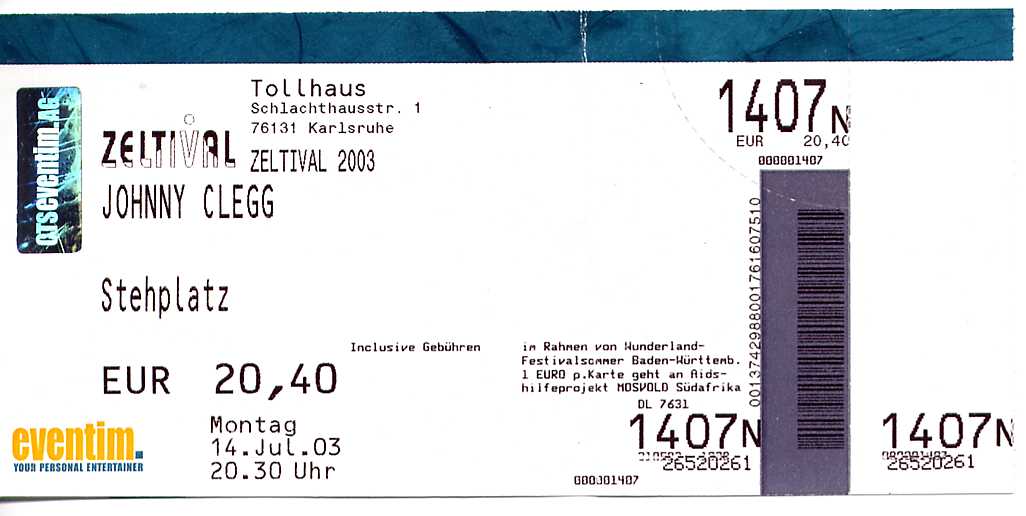 CTSeventim.AG
ZELTIVAL
Tollhaus
Schlachthausstr. 1
76131 Karlsruhe
ZELTIVAL 2003
JOHNNY CLEGG
Stehplatz
Inclusive Gebühren
EUR 20,40
Montag
14.Jul.03
20.30 Uhr
eventim.
YOUR PERSONAL ENTERTAINER
im Rahmen von Wunderland-
Festivalsommer Baden-Württemb.
1 EURO p.Karte geht an Aids-
hilfeprojekt MOSVOLD Südafrika
DL 7631
1407N
26520261
000001407
1407N
EUR 20,40
000001407
0013742988001761607510
1407N
26520261